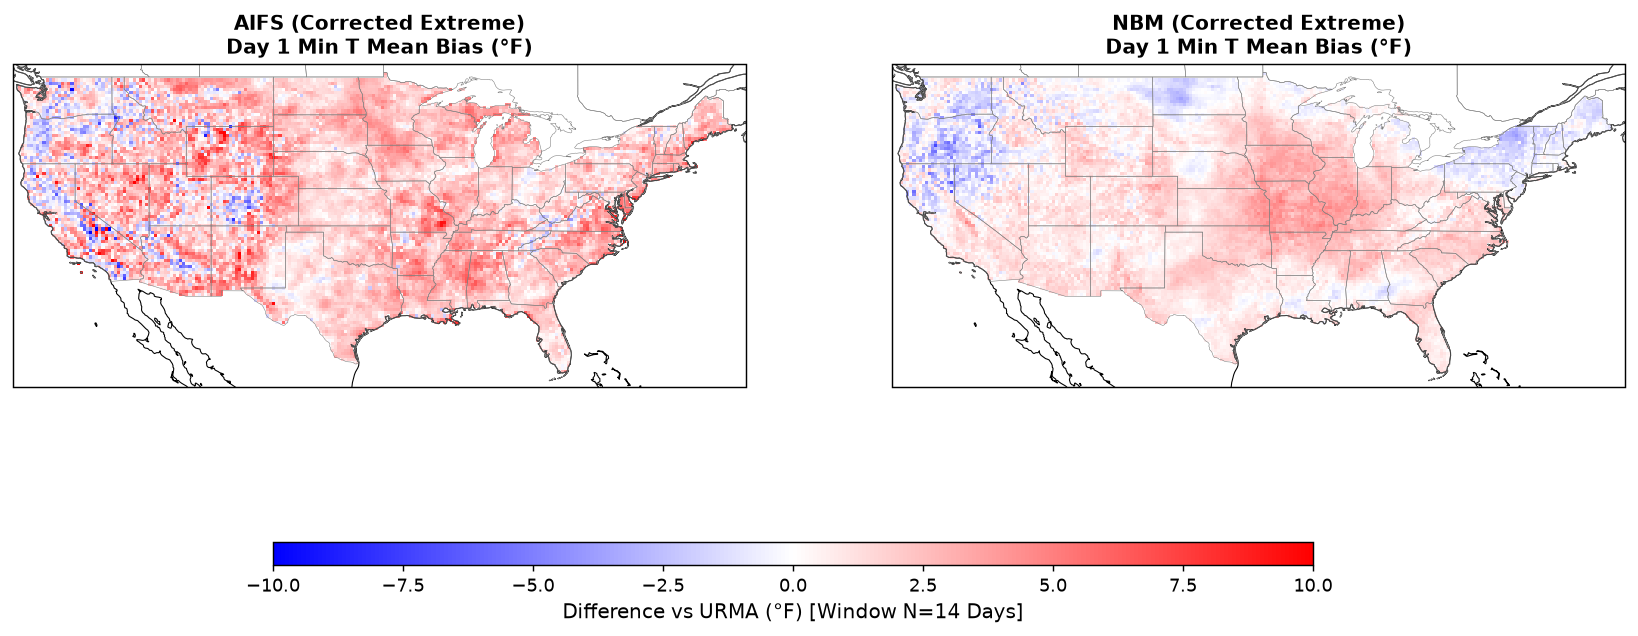 AIFS (Corrected Extreme)
Day 1 Min T Mean Bias (°F)
NBM (Corrected Extreme)
Day 1 Min T Mean Bias (°F)
−10.0 −7.5 −5.0 −2.5 0.0 2.5 5.0 7.5 10.0
Difference vs URMA (°F) [Window N=14 Days]